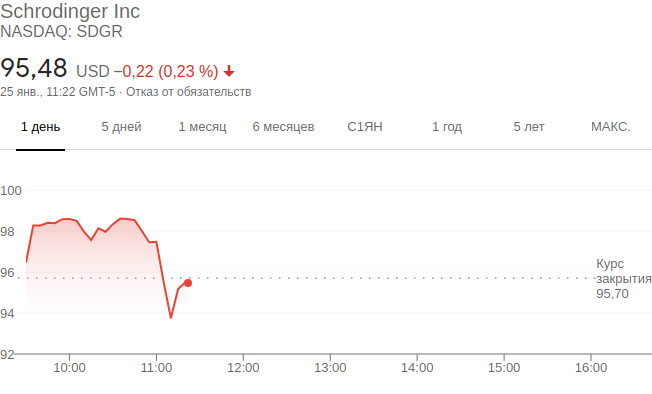 Schrodinger Inc
NASDAQ: SDGR
95,48 USD −0,22 (0,23 %)
25 янв., 11:22 GMT-5 · Отказ от обязательств
1 день 5 дней 1 месяц 6 месяцев С1ЯН 1 год 5 лет МАКС.
100
98
96
94
92
Курс
закрытия
95,70
10:00 11:00 12:00 13:00 14:00 15:00 16:00